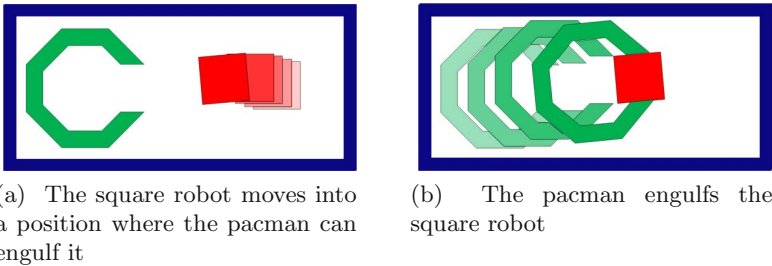 (a) The square robot moves into
a position where the pacman can
engulf it
(b) The pacman engulfs the
square robot